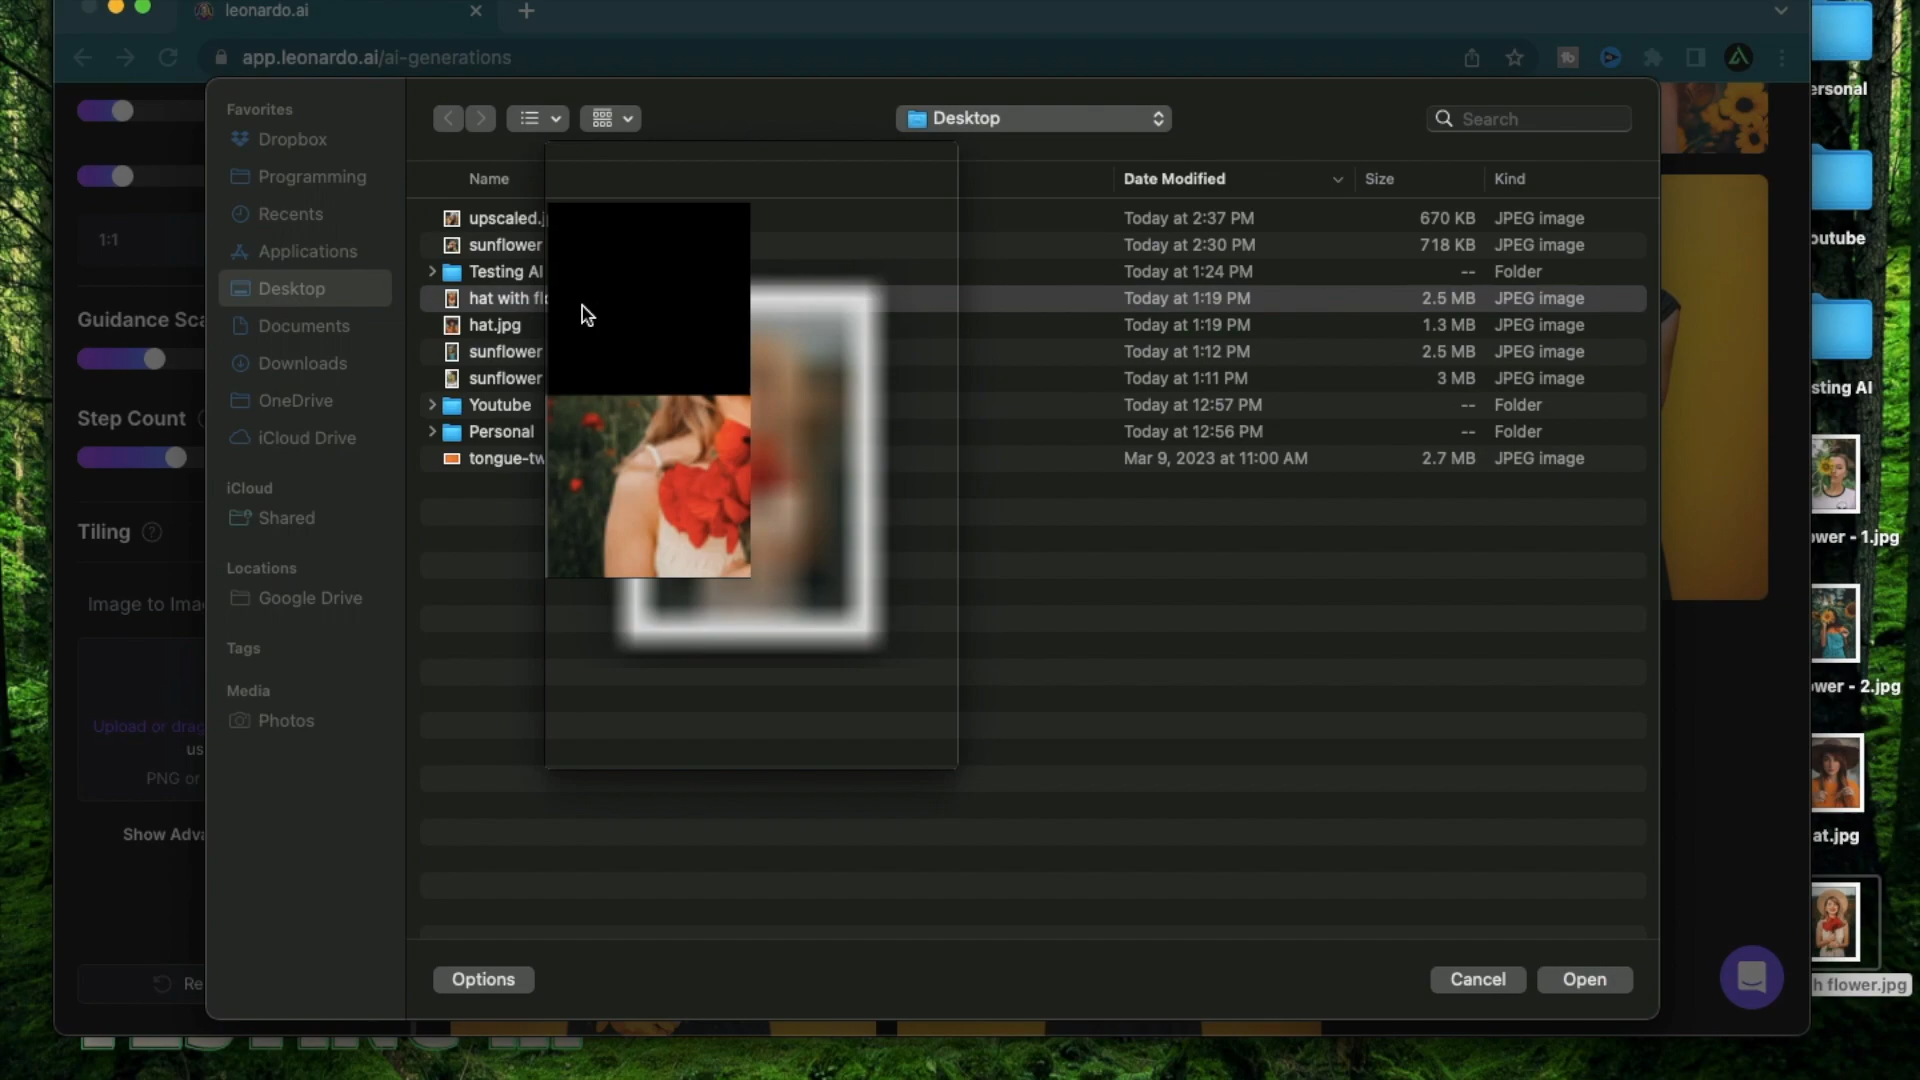 leonardo.ai
app.leonardo.ai/ai-generations
Favorites
Dropbox
Programming
Recents
Applications
Desktop
Documents
Downloads
OneDrive
iCloud Drive
iCloud
Shared
Locations
Google Drive
Tags
Media
Photos
1:1
Guidance Sca
Step Count
Tiling
Image to Imag
Upload or drag
us
PNG or
Show Adva
Re
Desktop
Search
Name Date Modified Size Kind
upscaled.j Today at 2:37 PM 670 KB JPEG image
sunflower Today at 2:30 PM 718 KB JPEG image
Testing AI Today at 1:24 PM -- Folder
hat with flo Today at 1:19 PM 2.5 MB JPEG image
hat.jpg Today at 1:19 PM 1.3 MB JPEG image
sunflower Today at 1:12 PM 2.5 MB JPEG image
sunflower Today at 1:11 PM 3 MB JPEG image
Youtube Today at 12:57 PM -- Folder
Personal Today at 12:56 PM -- Folder
tongue-tw Mar 9, 2023 at 11:00 AM 2.7 MB JPEG image
Options
Cancel
Open
ersonal
outube
sting AI
ower - 1.jpg
ower - 2.jpg
at.jpg
h flower.jpg